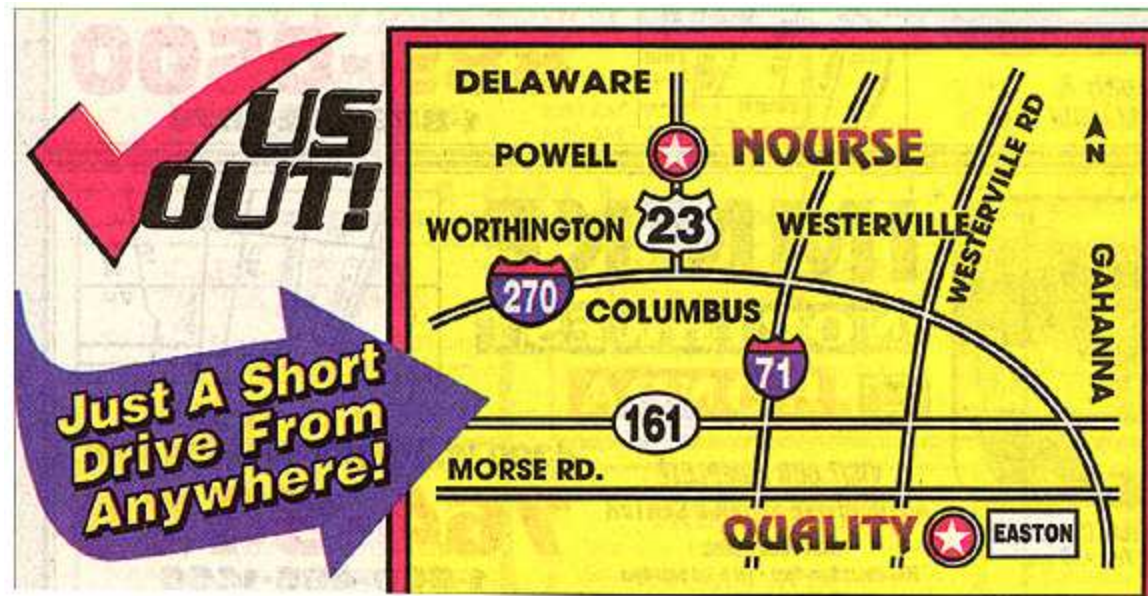 US
OUT!
Just A Short
Drive From
Anywhere!
DELAWARE
POWELL
NOURSE
WORTHINGTON
23
WESTERVILLE
WESTERVILLE RD
N
GAHANNA
270
COLUMBUS
71
161
MORSE RD.
QUALITY
EASTON